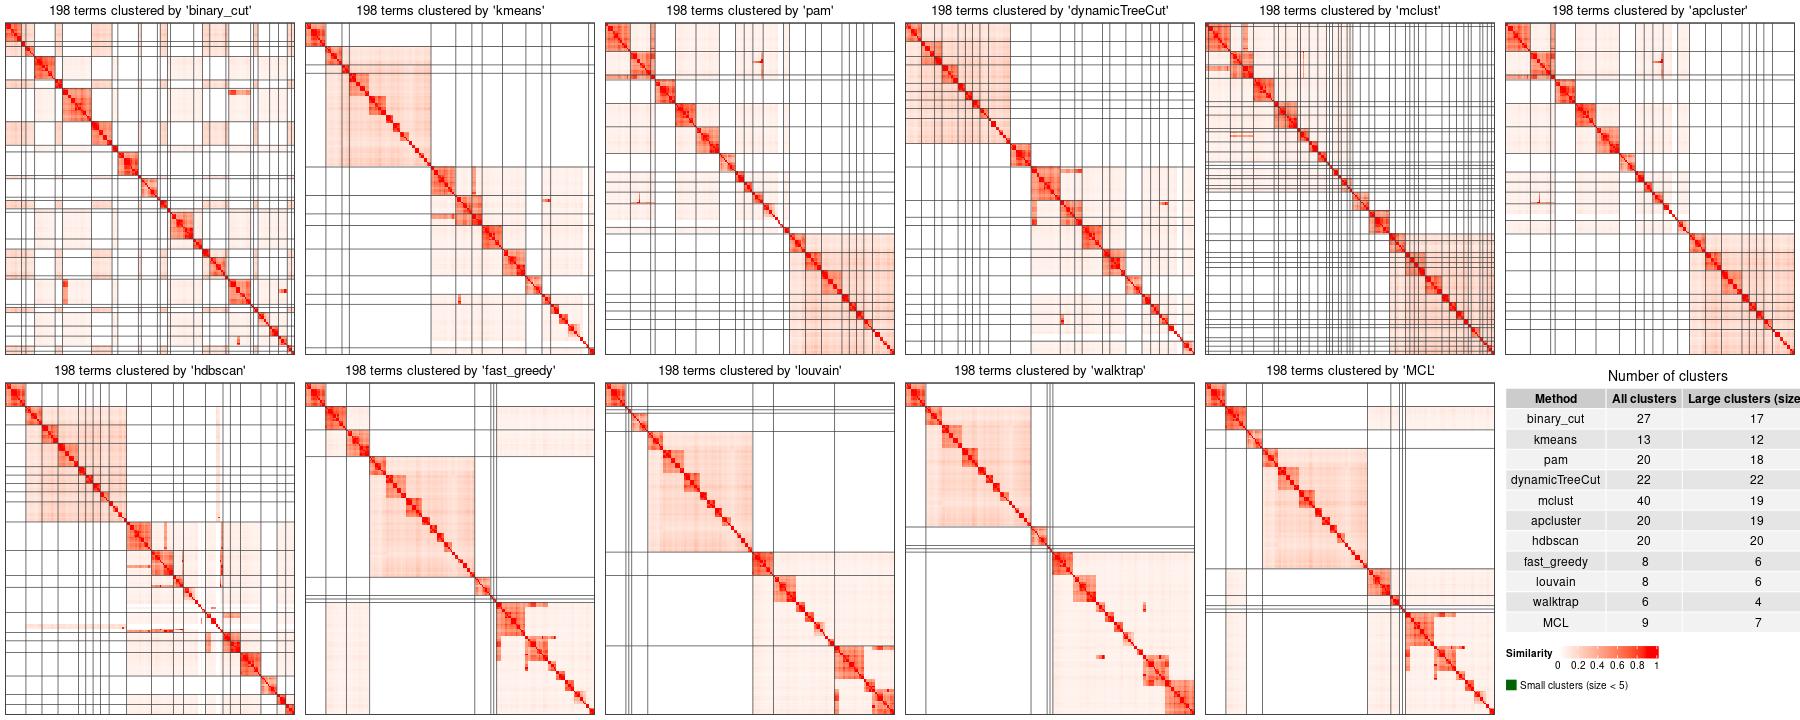 198 terms clustered by 'binary_cut'
198 terms clustered by 'kmeans'
198 terms clustered by 'pam'
198 terms clustered by 'dynamicTreeCut'
198 terms clustered by 'mclust'
198 terms clustered by 'apcluster'
198 terms clustered by 'hdbscan'
198 terms clustered by 'fast_greedy'
198 terms clustered by 'louvain'
198 terms clustered by 'walktrap'
198 terms clustered by 'MCL'
Number of clusters
Method All clusters Large clusters (size
binary_cut 27 17
kmeans 13 12
pam 20 18
dynamicTreeCut 22 22
mclust 40 19
apcluster 20 19
hdbscan 20 20
fast_greedy 8 6
louvain 8 6
walktrap 6 4
MCL 9 7
Similarity
0 0.2 0.4 0.6 0.8 1
Small clusters (size < 5)